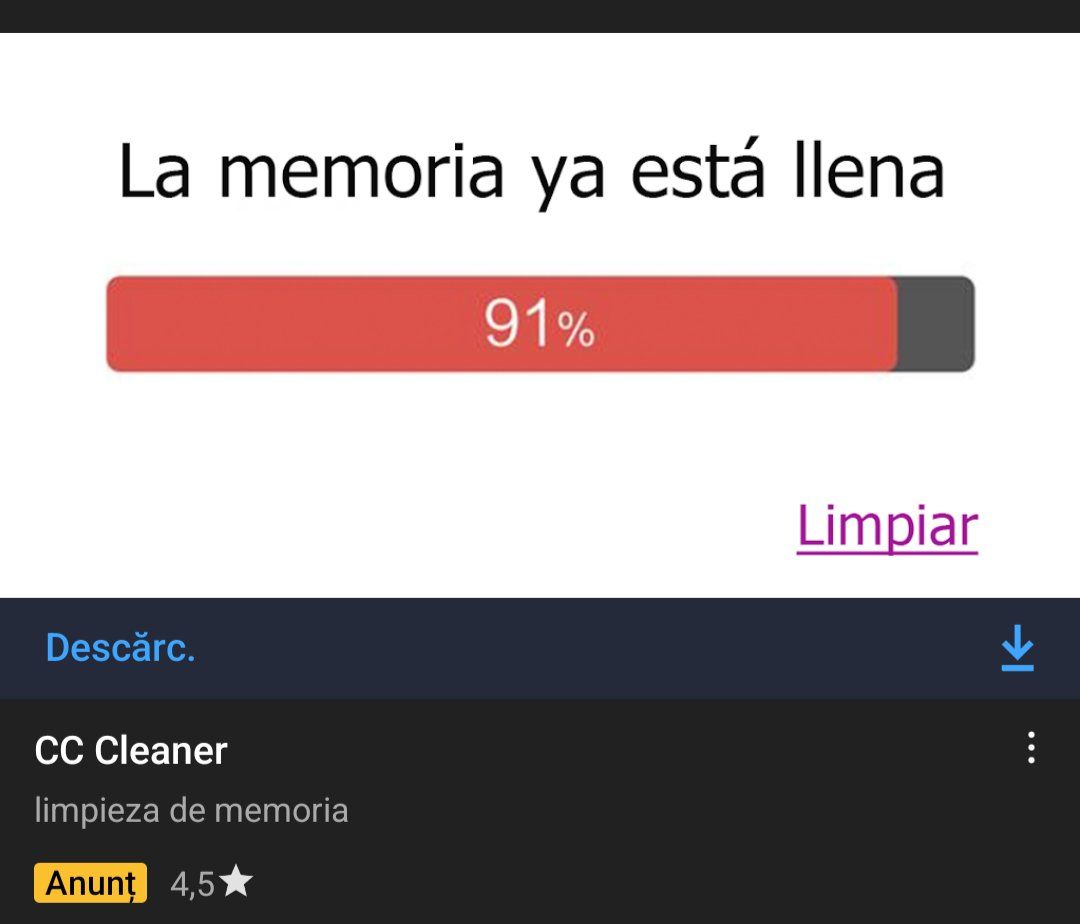 La memoria ya está llena
91%
Limpiar
Descărc.
CC Cleaner
limpieza de memoria
Anunț 4,5★